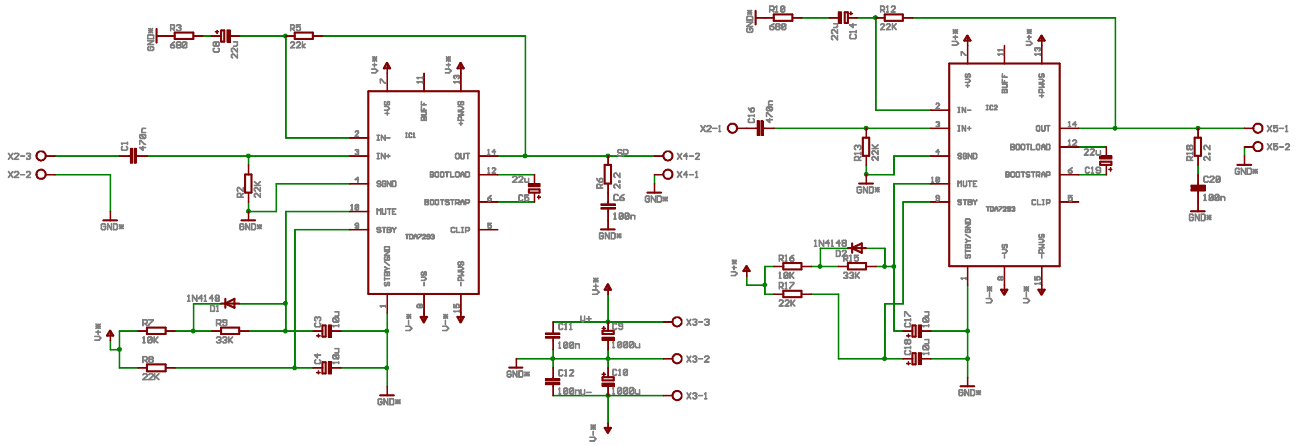 GND*
R3
680
C8
22u
R5
22k
V+*
7
11
V+*
13
+VS
BUFF
+PWVS
IC1
X2-3
X2-2
C1
470n
GND*
R2
22K
GND*
2
IN-
3
IN+
4
SGND
10
MUTE
9
STBY
OUT
14
BOOTLOAD
12
BOOTSTRAP
6
CLIP
5
TDA7293
STBY/GND
-VS
-PWVS
1
8
15
V-*
V-*
22u
C5
R6
2.2
C6
100n
GND*
SP
X4-2
X4-1
GND*
1N4148
D1
V+*
R7
10K
R9
33K
R8
22K
C3
10u
C4
10u
GND*
V+*
V+
C11
100n
C9
1000u
X3-3
X3-2
GND*
C12
100nu-
C10
1000u
X3-1
V-*
GND*
R10
680
22u
C14
R12
22K
V+*
7
11
V+*
13
+VS
BUFF
+PWVS
IC2
X2-1
C16
470n
R13
22K
GND*
2
IN-
3
IN+
4
SGND
10
MUTE
STBY
OUT
14
BOOTLOAD
12
BOOTSTRAP
6
CLIP
5
TDA7293
STBY/GND
-VS
-PWVS
1
8
15
V-*
V-*
22u
C19
R18
2.2
C20
100n
GND*
X5-1
X5-2
GND*
1N4148
D2
V+*
R16
10K
R15
33K
R17
22K
C17
10u
C18
10u
GND*